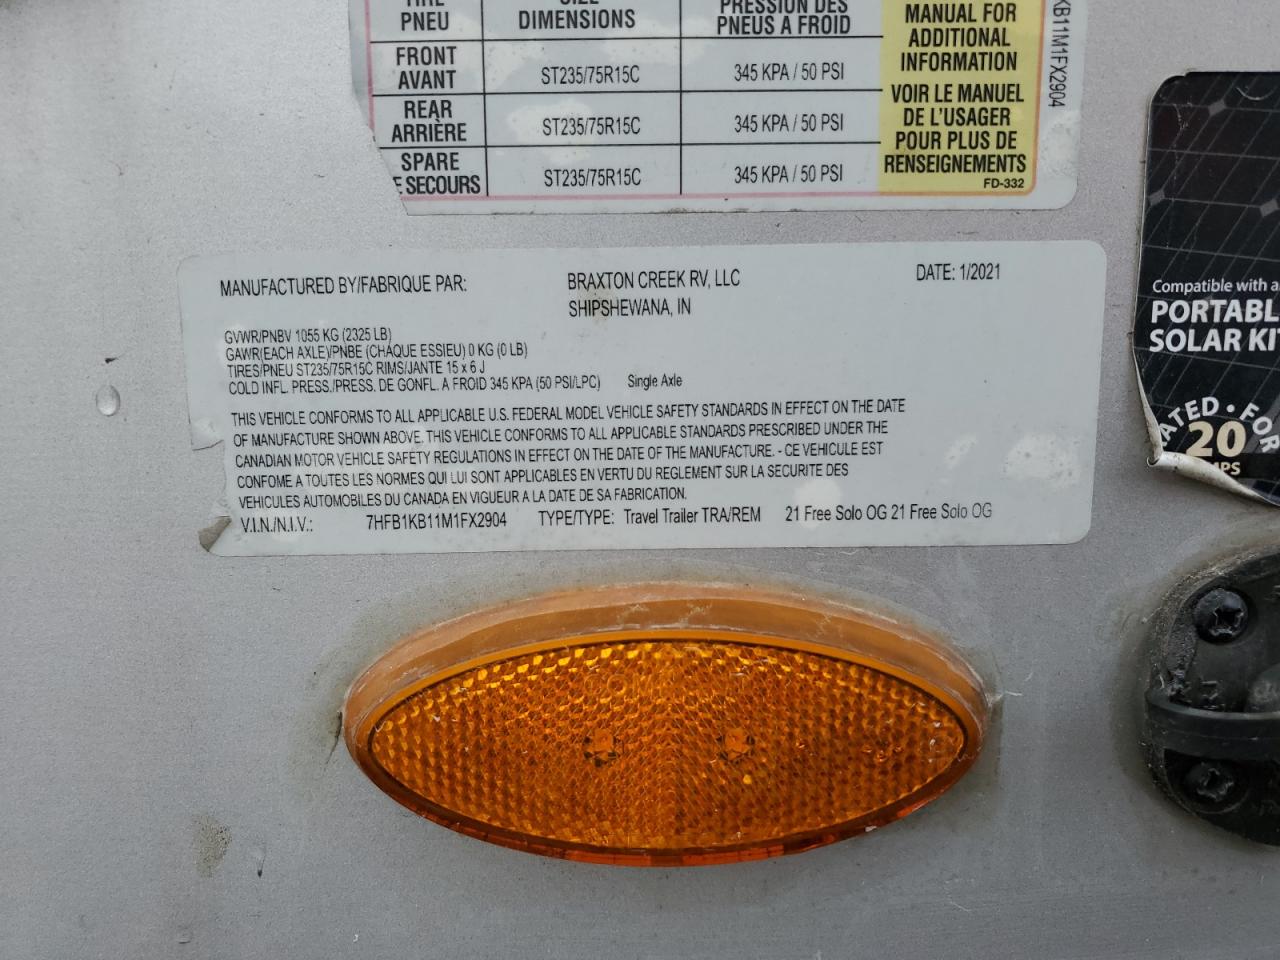 PNEU
DIMENSIONS
PRESSION DES
PNEUS A FROID
MANUAL FOR
ADDITIONAL
INFORMATION
FRONT
AVANT
ST235/75R15C
345 KPA / 50 PSI
REAR
ARRIÈRE
ST235/75R15C
345 KPA / 50 PSI
SPARE
E SECOURS
ST235/75R15C
345 KPA / 50 PSI
VOIR LE MANUEL
DE L'USAGER
POUR PLUS DE
RENSEIGNEMENTS
FD-332
KB11M1FX2904
MANUFACTURED BY/FABRIQUE PAR: BRAXTON CREEK RV, LLC DATE: 1/2021
SHIPSHEWANA, IN
GVWR/PNBV 1055 KG (2325 LB)
GAWR(EACH AXLE)/PNBE (CHAQUE ESSIEU) 0 KG (0 LB)
TIRES/PNEU ST235/75R15C RIMS/JANTE 15 x 6 J
COLD INFL. PRESS./PRESS. DE GONFL. A FROID 345 KPA (50 PSI/LPC) Single Axle
THIS VEHICLE CONFORMS TO ALL APPLICABLE U.S. FEDERAL MODEL VEHICLE SAFETY STANDARDS IN EFFECT ON THE DATE
OF MANUFACTURE SHOWN ABOVE. THIS VEHICLE CONFORMS TO ALL APPLICABLE STANDARDS PRESCRIBED UNDER THE
CANADIAN MOTOR VEHICLE SAFETY REGULATIONS IN EFFECT ON THE DATE OF THE MANUFACTURE. - CE VEHICULE EST
CONFOME A TOUTES LES NORMES QUI LUI SONT APPLICABLES EN VERTU DU REGLEMENT SUR LA SECURITE DES
VEHICULES AUTOMOBILES DU CANADA EN VIGUEUR A LA DATE DE SA FABRICATION.
V.I.N./N.I.V.: 7HFB1KB11M1FX2904 TYPE/TYPE: Travel Trailer TRA/REM 21 Free Solo OG 21 Free Solo OG
Compatible with a
PORTABL
SOLAR KI
ATED • FOR
20
MPS